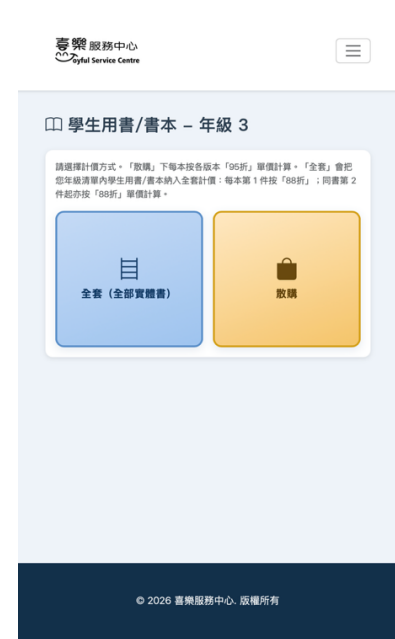 喜樂服務中心
Joyful Service Centre
學生用書/書本 – 年級 3
請選擇計價方式。「散購」下每本按各版本「95折」單價計算。「全套」會把
您年級清單內學生用書/書本納入全套計價：每本第 1 件按「88折」；同書第 2
件起亦按「88折」單價計算。
全套（全部實體書）
散購
© 2026 喜樂服務中心. 版權所有